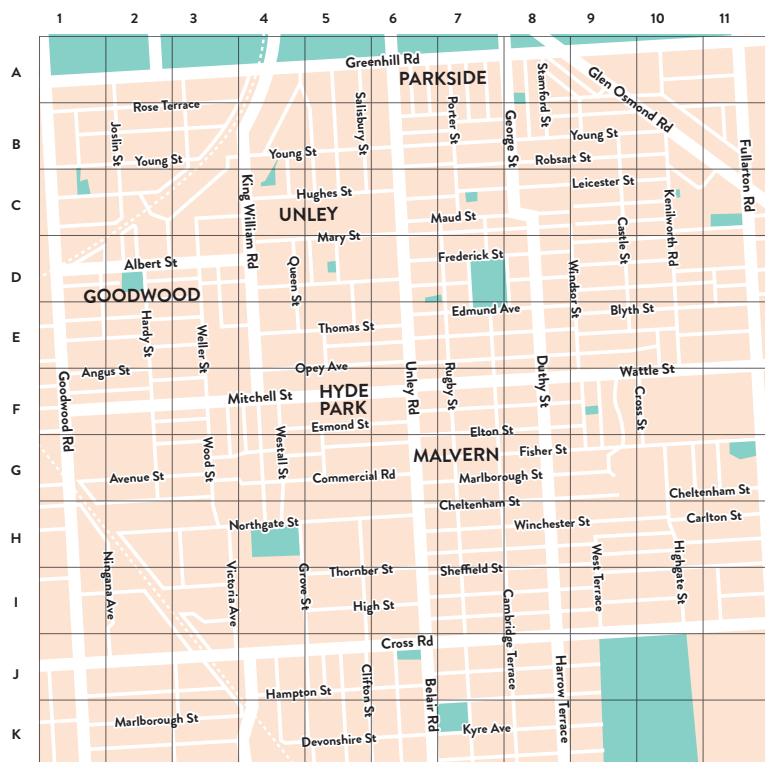 1 2 3 4 5 6 7 8 9 10 11
A
Greenhill Rd
PARKSIDE
Stamford St
Glen Osmond Rd
Rose Terrace
Salisbury St
Porter St
B
Joslin St
George St
Young St
Young St
Young St
Robsart St
Fullarton Rd
C
King William Rd
Hughes St
Leicester St
Kenilworth Rd
UNLEY
Maud St
Castle St
Mary St
D
Albert St
Queen St
Frederick St
Windsor St
GOODWOOD
Edmund Ave
Blyth St
E
Hardy St
Weller St
Thomas St
Angus St
Opey Ave
Unley Rd
Rugby St
Duthy St
Wattle St
F
Goodwood Rd
Mitchell St
HYDE
PARK
Cross St
Esmond St
Elton St
G
Wood St
Westall St
MALVERN
Fisher St
Avenue St
Commercial Rd
Marlborough St
Cheltenham St
Cheltenham St
H
Northgate St
Winchester St
Carlton St
Ningana Ave
Victoria Ave
Grove St
Thornber St
Sheffield St
West Terrace
Highgate St
I
High St
Cambridge Terrace
J
Cross Rd
Harrow Terrace
Hampton St
Clifton St
Belair Rd
K
Marlborough St
Devonshire St
Kyre Ave